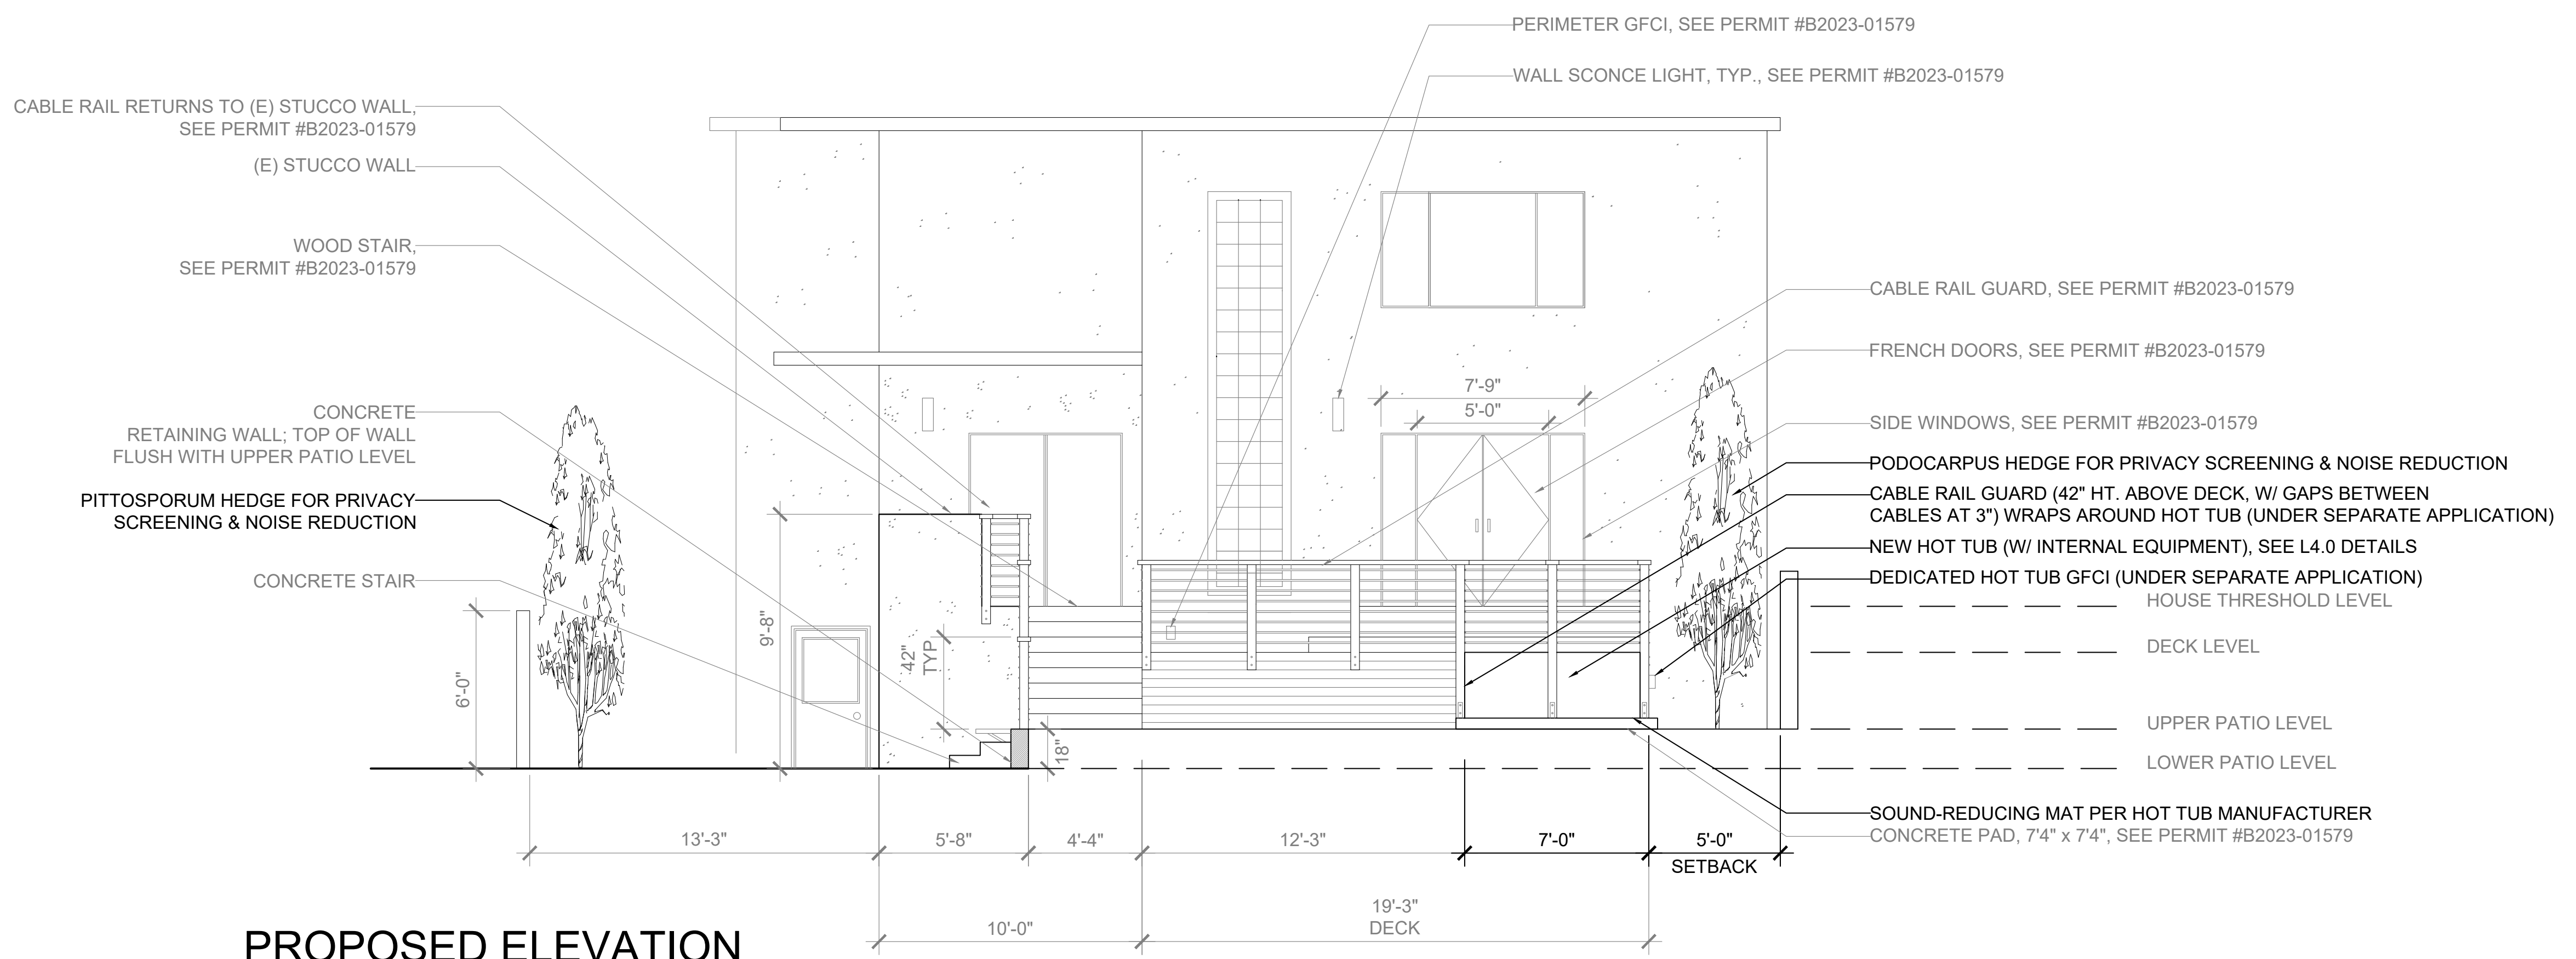 PERIMETER GFCI, SEE PERMIT #B2023-01579
WALL SCONCE LIGHT, TYP., SEE PERMIT #B2023-01579
CABLE RAIL RETURNS TO (E) STUCCO WALL,
SEE PERMIT #B2023-01579
(E) STUCCO WALL
WOOD STAIR,
SEE PERMIT #B2023-01579
CONCRETE
RETAINING WALL; TOP OF WALL
FLUSH WITH UPPER PATIO LEVEL
PITTOSPORUM HEDGE FOR PRIVACY
SCREENING & NOISE REDUCTION
CONCRETE STAIR
CABLE RAIL GUARD, SEE PERMIT #B2023-01579
FRENCH DOORS, SEE PERMIT #B2023-01579
SIDE WINDOWS, SEE PERMIT #B2023-01579
PODOCARPUS HEDGE FOR PRIVACY SCREENING & NOISE REDUCTION
CABLE RAIL GUARD (42" HT. ABOVE DECK, W/ GAPS BETWEEN
CABLES AT 3") WRAPS AROUND HOT TUB (UNDER SEPARATE APPLICATION)
NEW HOT TUB (W/ INTERNAL EQUIPMENT), SEE L4.0 DETAILS
DEDICATED HOT TUB GFCI (UNDER SEPARATE APPLICATION)
HOUSE THRESHOLD LEVEL
DECK LEVEL
UPPER PATIO LEVEL
LOWER PATIO LEVEL
SOUND-REDUCING MAT PER HOT TUB MANUFACTURER
CONCRETE PAD, 7'4" x 7'4", SEE PERMIT #B2023-01579
7'-9"
5'-0"
6'-0"
9'-8"
42"
TYP
18"
13'-3"
5'-8"
4'-4"
12'-3"
7'-0"
5'-0"
SETBACK
10'-0"
19'-3"
DECK
PROPOSED ELEVATION